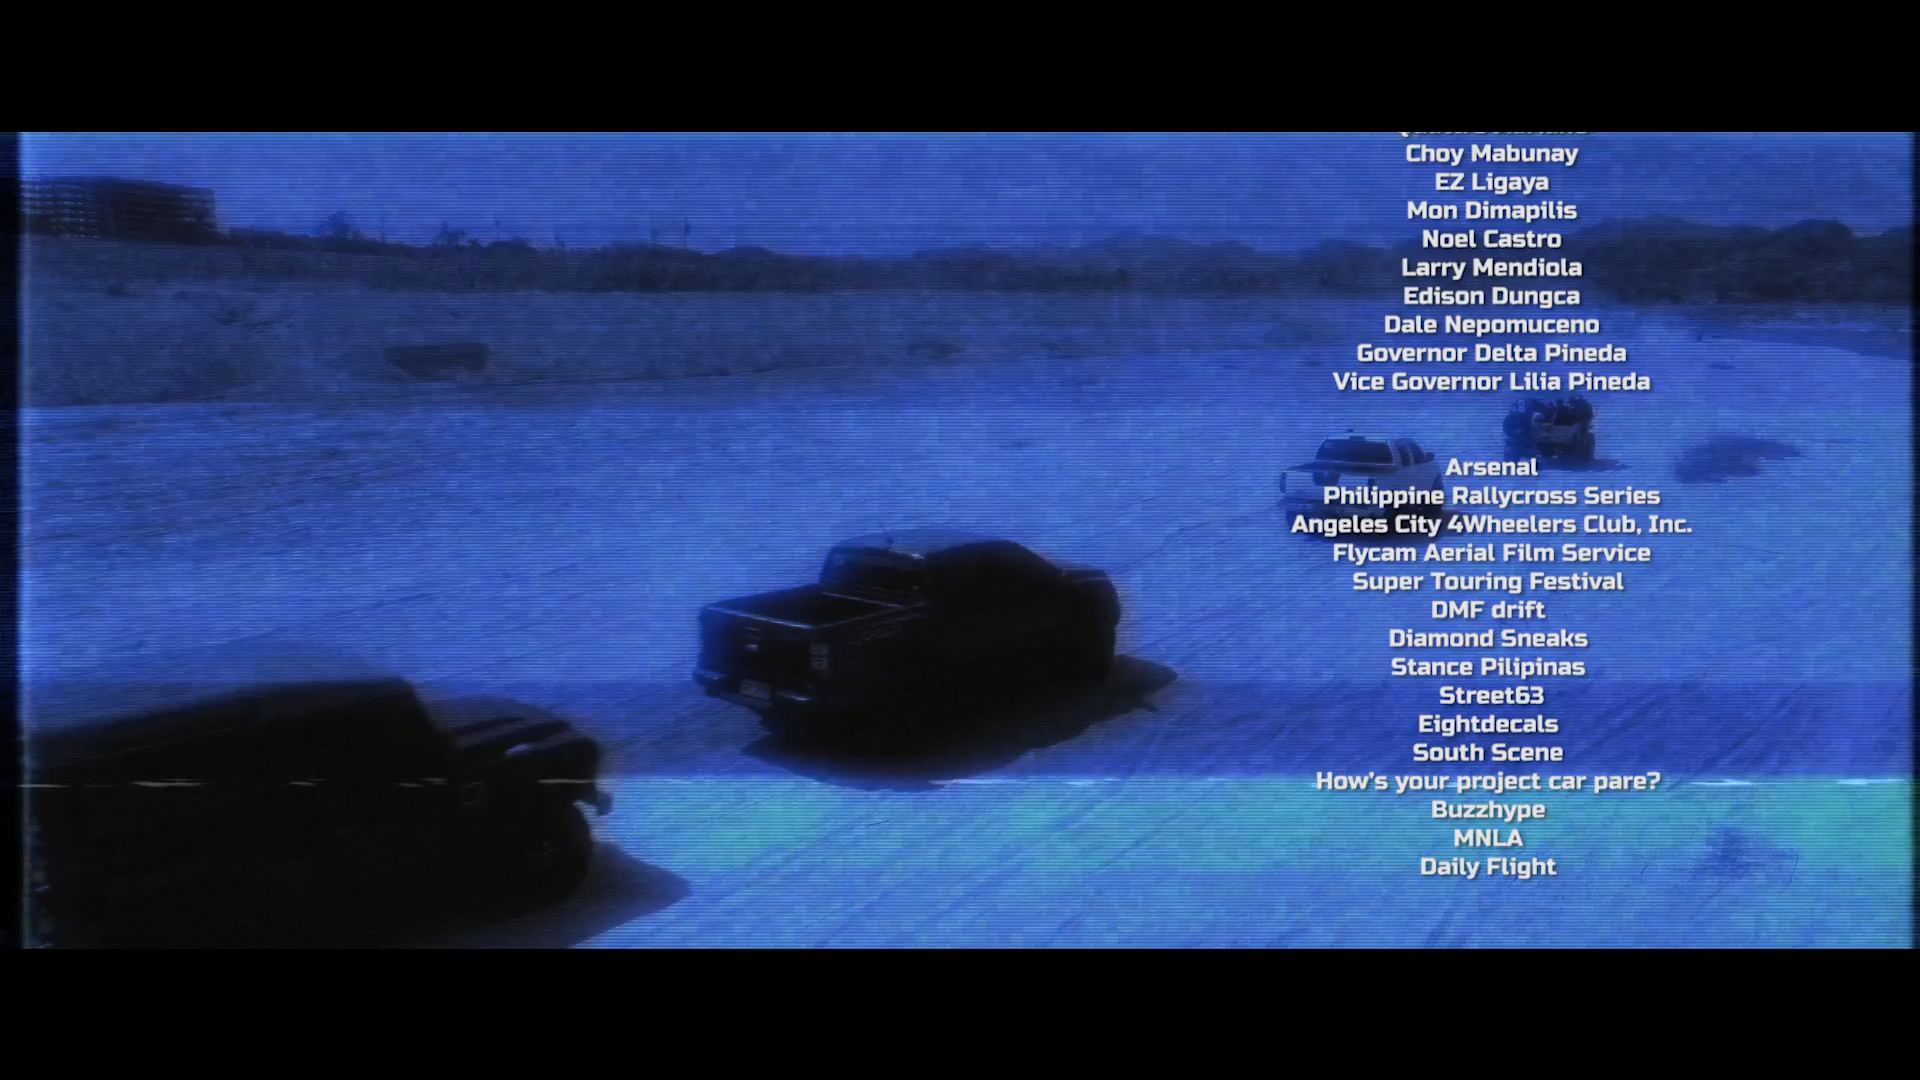 Choy Mabunay
EZ Ligaya
Mon Dimapilis
Noel Castro
Larry Mendiola
Edison Dungca
Dale Nepomuceno
Governor Delta Pineda
Vice Governor Lilia Pineda
Arsenal
Philippine Rallycross Series
Angeles City 4Wheelers Club, Inc.
Flycam Aerial Film Service
Super Touring Festival
DMF drift
Diamond Sneaks
Stance Pilipinas
Street63
Eightdecals
South Scene
How's your project car pare?
Buzzhype
MNLA
Daily Flight